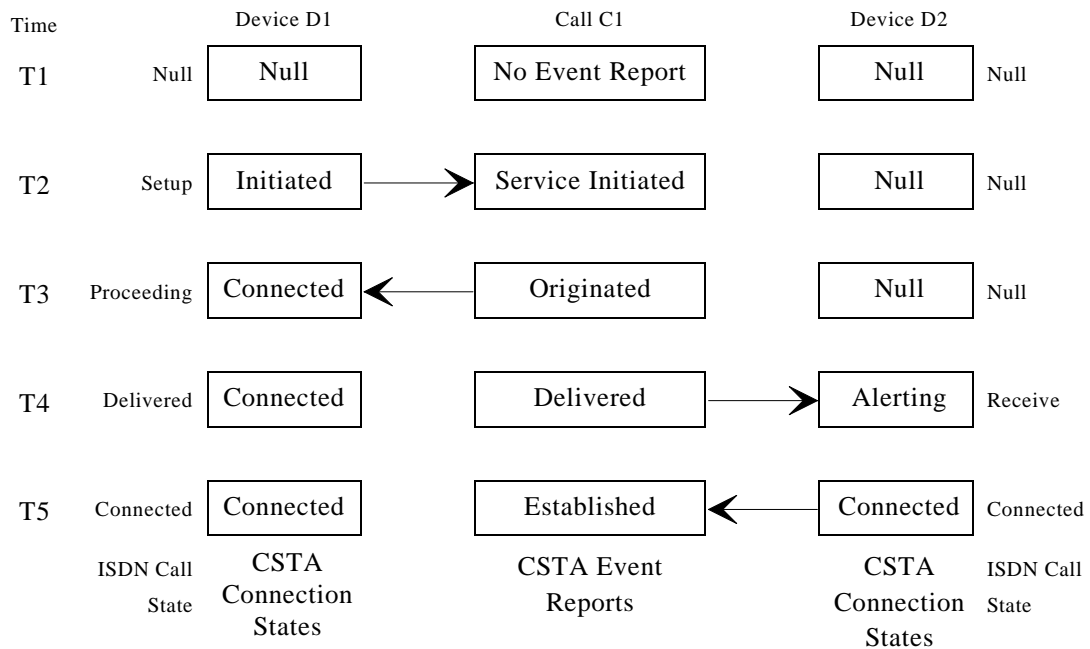 Time Device D1 Call C1 Device D2
T1 Null Null No Event Report Null Null
T2 Setup Initiated Service Initiated Null Null
T3 Proceeding Connected Originated Null Null
T4 Delivered Connected Delivered Alerting Receive
T5 Connected Connected Established Connected Connected
ISDN Call
State
CSTA
Connection
States
CSTA Event
Reports
CSTA
Connection
States
ISDN Call
State